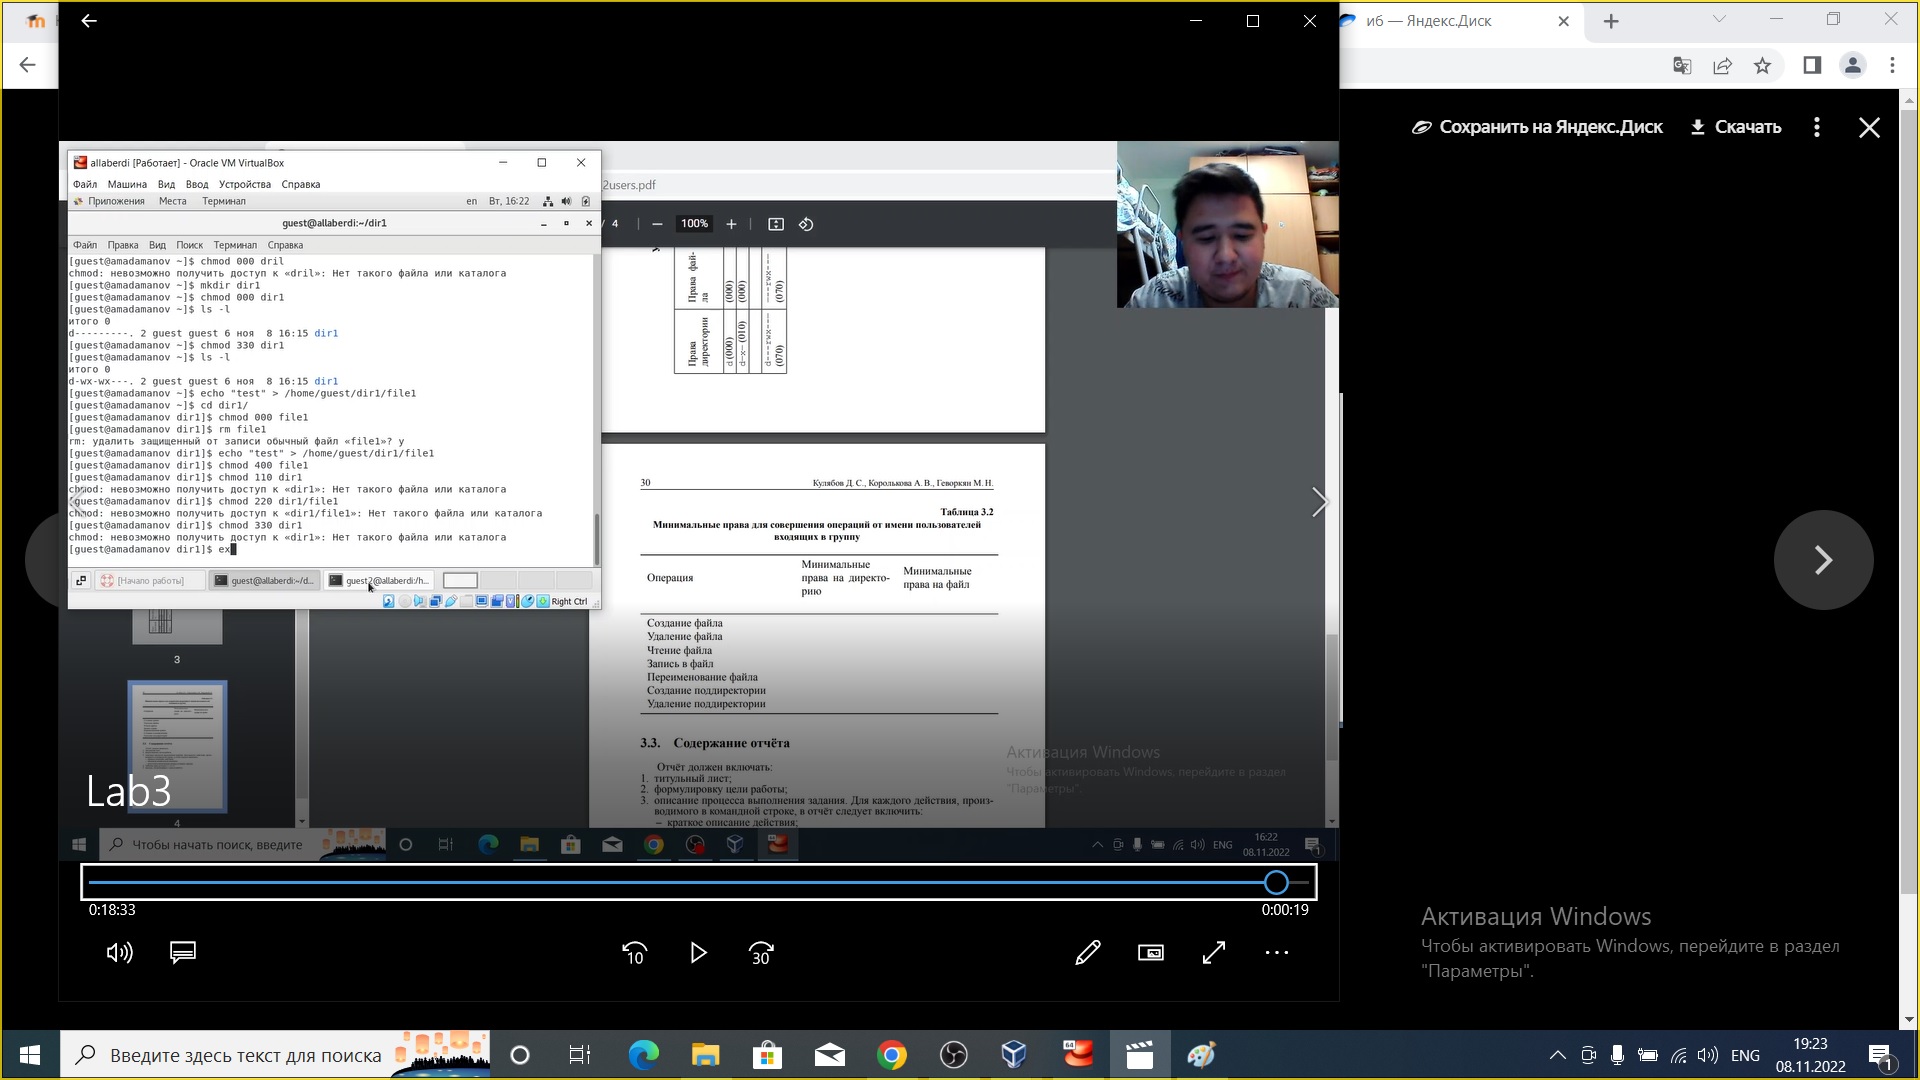 иб — Яндекс.Диск
Сохранить на Яндекс.Диск
Скачать
allaberdi [Работает] - Oracle VM VirtualBox
Файл Машина Вид Ввод Устройства Справка
Приложения Места Терминал en Вт, 16:22
guest@allaberdi:~/dir1
Файл Правка Вид Поиск Терминал Справка
[guest@amadamanov ~]$ chmod 000 dril
chmod: невозможно получить доступ к «dril»: Нет такого файла или каталога
[guest@amadamanov ~]$ mkdir dir1
[guest@amadamanov ~]$ chmod 000 dir1
[guest@amadamanov ~]$ ls -l
итого 0
d---------. 2 guest guest 6 ноя  8 16:15 dir1
[guest@amadamanov ~]$ chmod 330 dir1
[guest@amadamanov ~]$ ls -l
итого 0
d-wx-wx---. 2 guest guest 6 ноя  8 16:15 dir1
[guest@amadamanov ~]$ echo "test" > /home/guest/dir1/file1
[guest@amadamanov ~]$ cd dir1/
[guest@amadamanov dir1]$ chmod 000 file1
[guest@amadamanov dir1]$ rm file1
rm: удалить защищенный от записи обычный файл «file1»? y
[guest@amadamanov dir1]$ echo "test" > /home/guest/dir1/file1
[guest@amadamanov dir1]$ chmod 400 file1
[guest@amadamanov dir1]$ chmod 110 dir1
chmod: невозможно получить доступ к «dir1»: Нет такого файла или каталога
[guest@amadamanov dir1]$ chmod 220 dir1/file1
chmod: невозможно получить доступ к «dir1/file1»: Нет такого файла или каталога
[guest@amadamanov dir1]$ chmod 330 dir1
chmod: невозможно получить доступ к «dir1»: Нет такого файла или каталога
[guest@amadamanov dir1]$ ex
[Начало работы] guest@allaberdi:~/d... guest2@allaberdi:/h...
Right Ctrl
2users.pdf
/ 4 100%
Права директории
Права фай-
ла
d (000) (000)
d--x-- (010) (000)
d---rwx--- (070)
(070)
30 Кулябов Д. С., Королькова А. В., Геворкян М. Н.
Таблица 3.2
Минимальные права для совершения операций от имени пользователей
входящих в группу
Операция
Минимальные
права на директо-
рию
Минимальные
права на файл
Создание файла
Удаление файла
Чтение файла
Запись в файл
Переименование файла
Создание поддиректории
Удаление поддиректории
3.3. Содержание отчёта
Отчёт должен включать:
1. титульный лист;
2. формулировку цели работы;
3. описание процесса выполнения задания. Для каждого действия, произ-
водимого в командной строке, в отчёт следует включить:
– краткое описание действия;
3
4
Активация Windows
Чтобы активировать Windows, перейдите в раздел
"Параметры".
Lab3
Чтобы начать поиск, введите
ENG
16:22
08.11.2022
1
0:18:33
0:00:19
10
30
Активация Windows
Чтобы активировать Windows, перейдите в раздел
"Параметры".
Введите здесь текст для поиска
64
ENG
19:23
08.11.2022
1